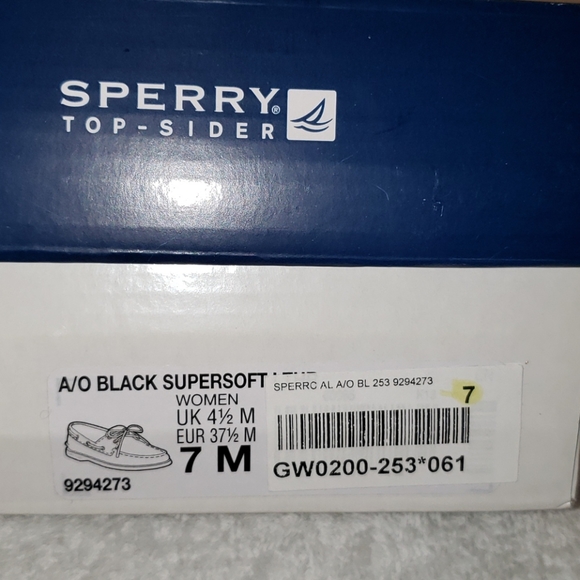 SPERRY®
TOP-SIDER
A/O BLACK SUPERSOFT
WOMEN
UK 4½ M
EUR 37½ M
7 M
9294273
SPERRC AL A/O BL 253 9294273
7
GW0200-253*061